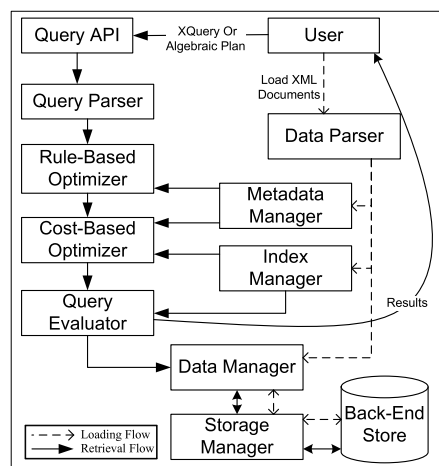 Query API
XQuery Or
Algebraic Plan
User
Load XML
Documents
Query Parser
Data Parser
Rule-Based
Optimizer
Metadata
Manager
Cost-Based
Optimizer
Index
Manager
Query
Evaluator
Results
Data Manager
Back-End
Store
Storage
Manager
Loading Flow
Retrieval Flow